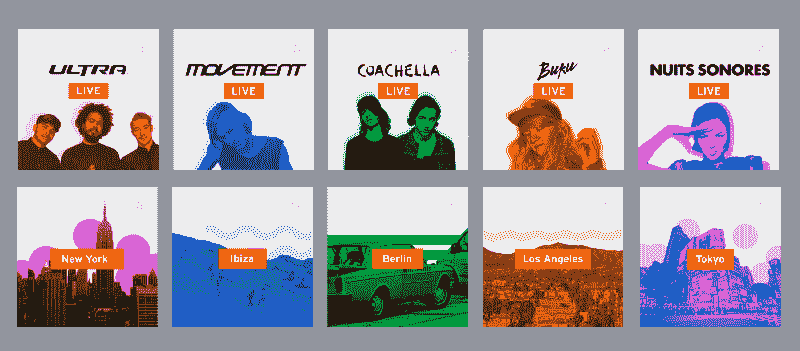 ULTRA
LIVE
MOVEMENT
LIVE
COACHELLA
LIVE
Buku
LIVE
NUITS SONORES
LIVE
New York
Ibiza
Berlin
Los Angeles
Tokyo